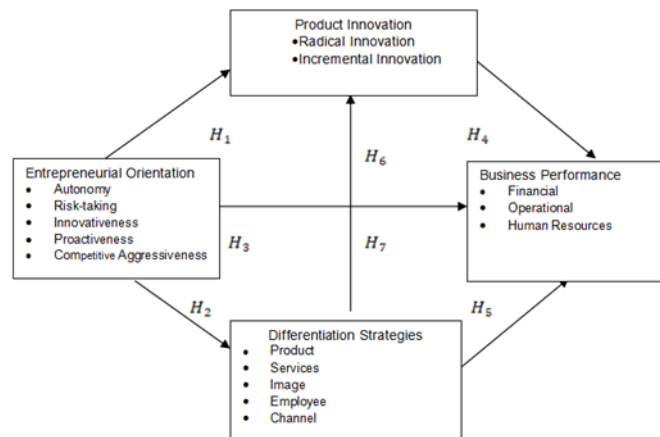 Product Innovation
•Radical Innovation
•Incremental Innovation
H₁
H₄
H₆
Entrepreneurial Orientation
• Autonomy
• Risk-taking
• Innovativeness
• Proactiveness
• Competitive Aggressiveness
Business Performance
• Financial
• Operational
• Human Resources
H₃
H₇
H₂
H₅
Differentiation Strategies
• Product
• Services
• Image
• Employee
• Channel